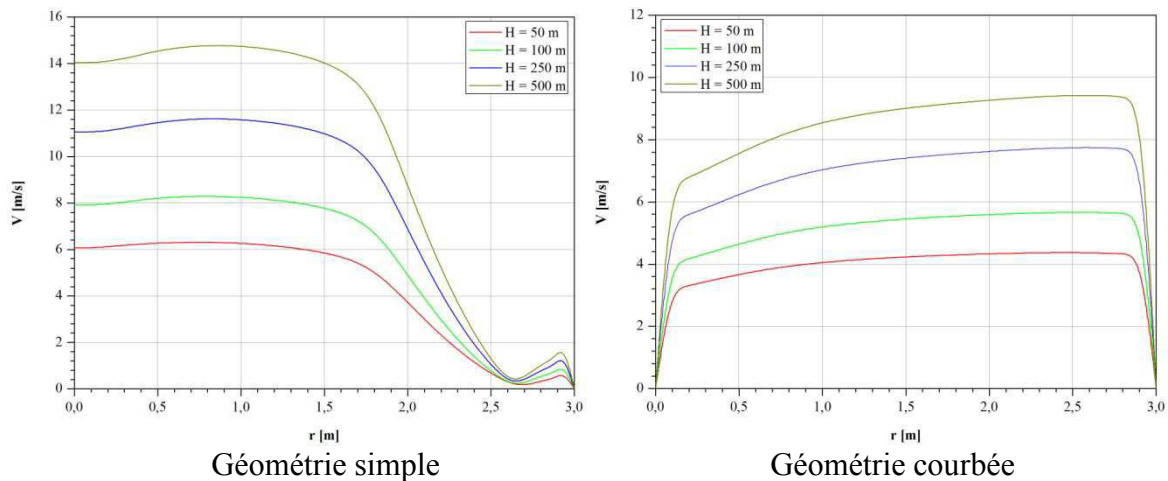 16
14
12
10
8
6
4
2
0
V [m/s]
0,0 0,5 1,0 1,5 2,0 2,5 3,0
r [m]
H = 50 m
H = 100 m
H = 250 m
H = 500 m
Géométrie simple
12
10
8
6
4
2
0
V [m/s]
0,0 0,5 1,0 1,5 2,0 2,5 3,0
r [m]
H = 50 m
H = 100 m
H = 250 m
H = 500 m
Géométrie courbée